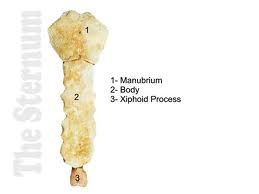 The Sternum
1
2
3
1- Manubrium
2- Body
3- Xiphoid Process